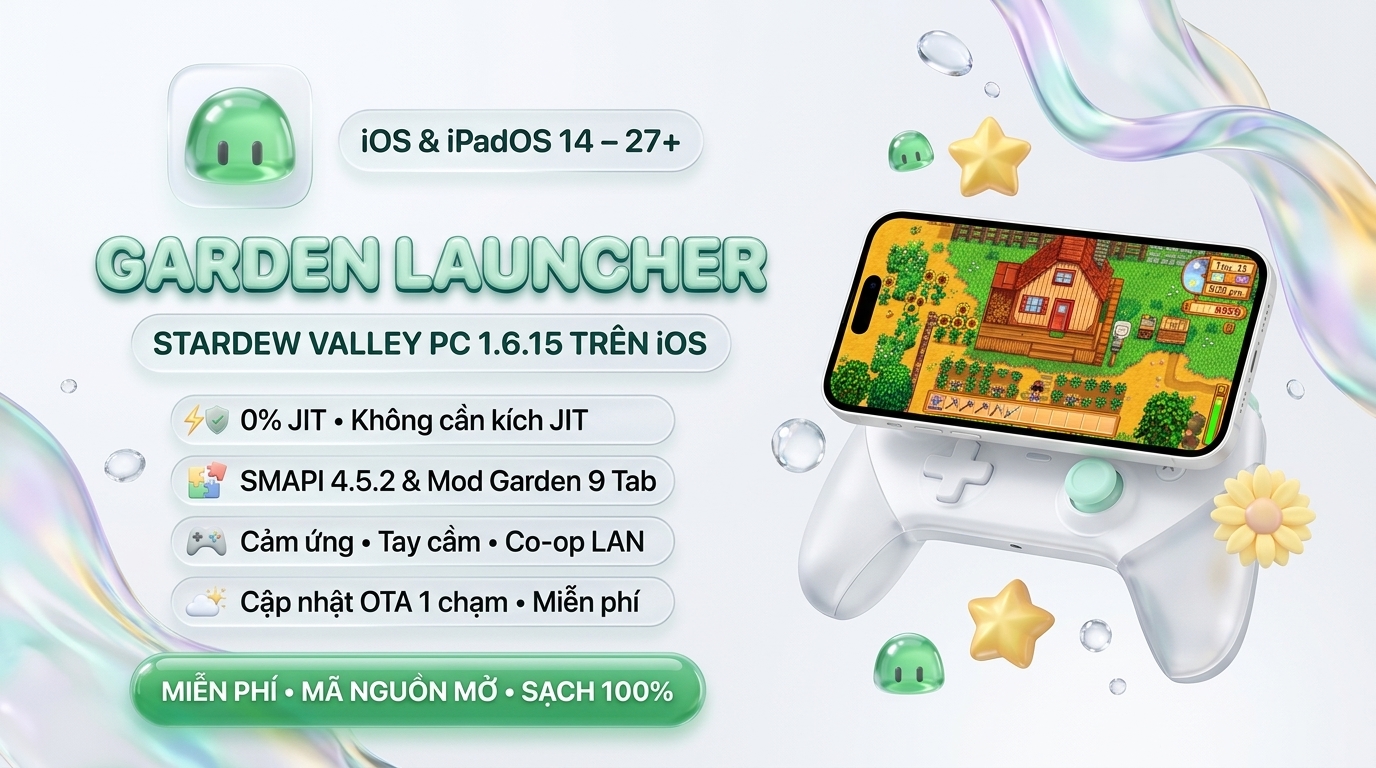 iOS & iPadOS 14 – 27+
GARDEN LAUNCHER
STARDEW VALLEY PC 1.6.15 TRÊN iOS
0% JIT • Không cần kích JIT
SMAPI 4.5.2 & Mod Garden 9 Tab
Cảm ứng • Tay cầm • Co-op LAN
Cập nhật OTA 1 chạm • Miễn phí
MIỄN PHÍ • MÃ NGUỒN MỞ • SẠCH 100%